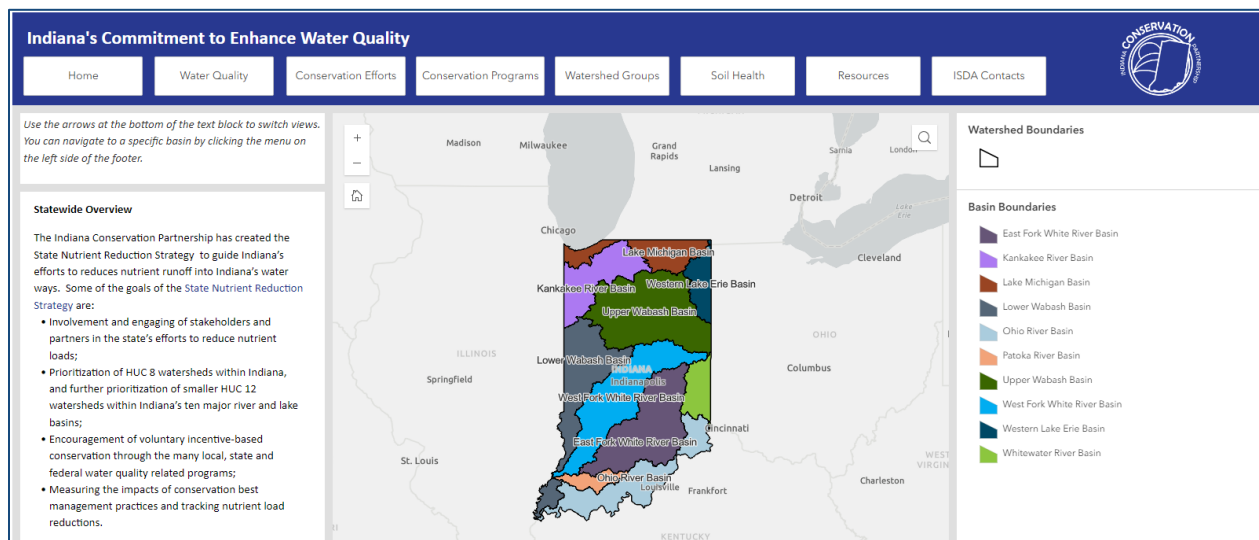 Indiana's Commitment to Enhance Water Quality
Home
Water Quality
Conservation Efforts
Conservation Programs
Watershed Groups
Soil Health
Resources
ISDA Contacts
INDIANA CONSERVATION PARTNERSHIP
Use the arrows at the bottom of the text block to switch views.
You can navigate to a specific basin by clicking the menu on
the left side of the footer.
Statewide Overview
The Indiana Conservation Partnership has created the
State Nutrient Reduction Strategy to guide Indiana's
efforts to reduces nutrient runoff into Indiana's water
ways. Some of the goals of the State Nutrient Reduction
Strategy are:
• Involvement and engaging of stakeholders and
partners in the state's efforts to reduce nutrient
loads;
• Prioritization of HUC 8 watersheds within Indiana,
and further prioritization of smaller HUC 12
watersheds within Indiana's ten major river and lake
basins;
• Encouragement of voluntary incentive-based
conservation through the many local, state and
federal water quality related programs;
• Measuring the impacts of conservation best
management practices and tracking nutrient load
reductions.
+
−
Madison
Milwaukee
Grand
Rapids
Lansing
Sarnia
London
Detroit
Lake
Erie
Chicago
Cleveland
Lake Michigan Basin
Kankakee River Basin
Western Lake Erie Basin
Upper Wabash Basin
OHIO
ILLINOIS
Lower Wabash Basin
INDIANA
Indianapolis
Columbus
Springfield
West Fork White River Basin
Cincinnati
East Fork White River Basin
St. Louis
WEST
VIRGIN
Ohio River Basin
Louisville
Frankfort
Charleston
KENTUCKY
Watershed Boundaries
Basin Boundaries
East Fork White River Basin
Kankakee River Basin
Lake Michigan Basin
Lower Wabash Basin
Ohio River Basin
Patoka River Basin
Upper Wabash Basin
West Fork White River Basin
Western Lake Erie Basin
Whitewater River Basin